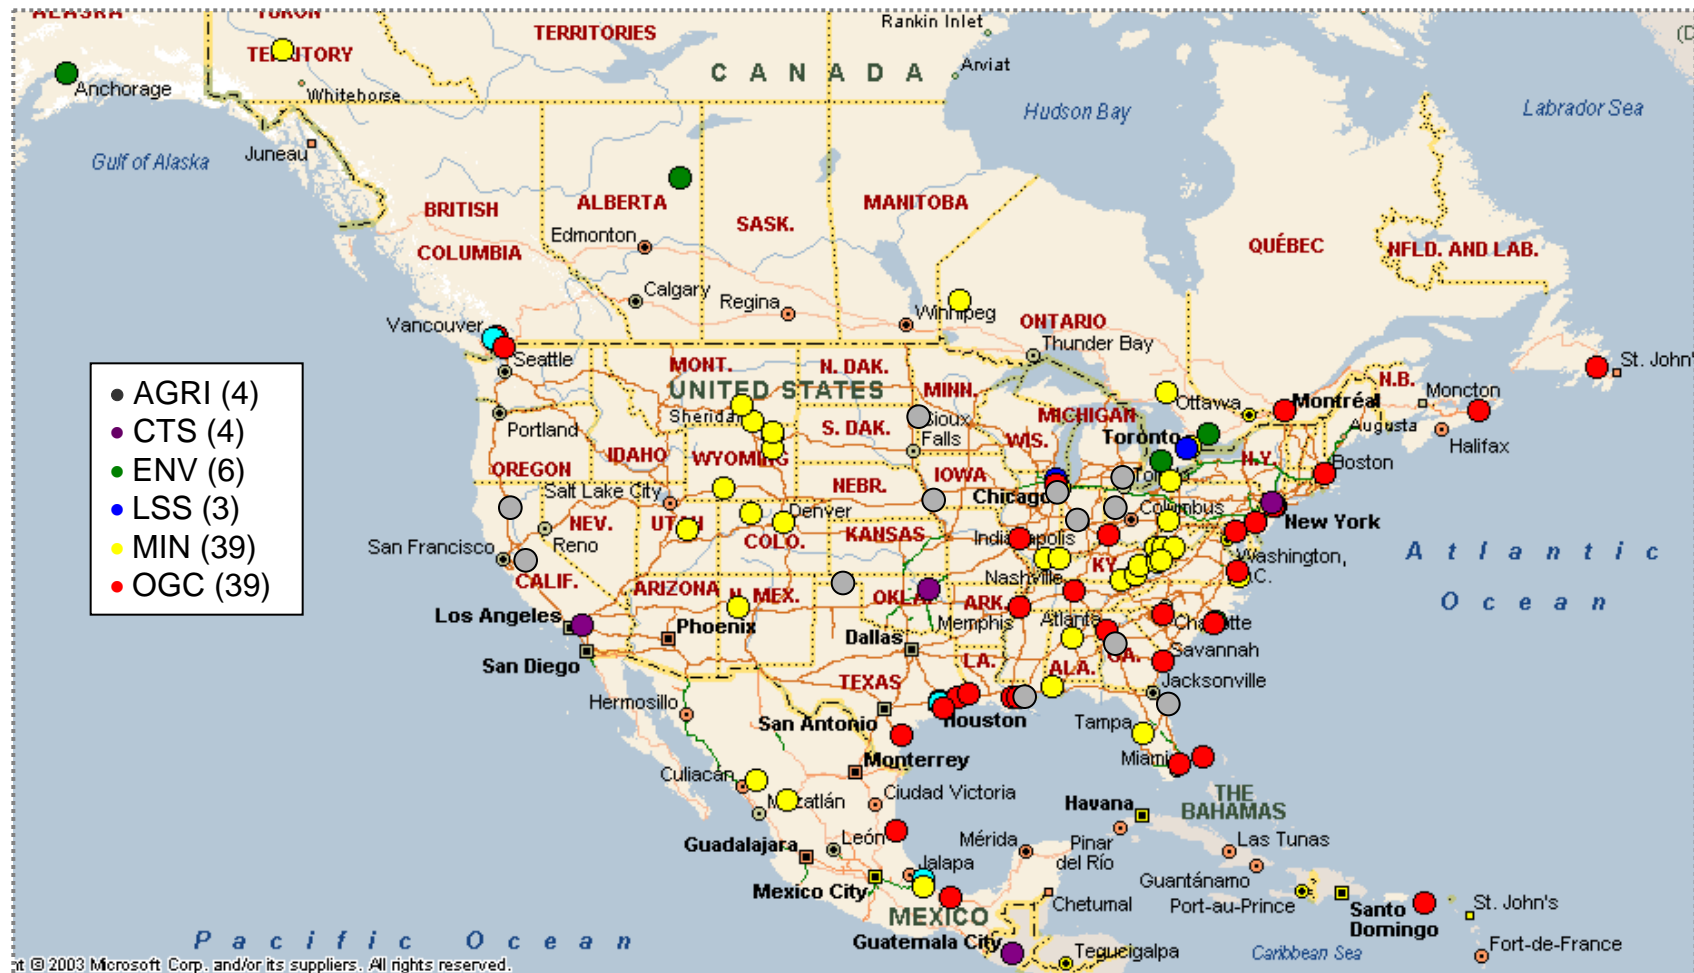 ALASKA
YUKON
TERRITORY
TERRITORIES
Rankin Inlet
(D
CANADA
Arviat
Anchorage
Whitehorse
Hudson Bay
Labrador Sea
Juneau
Gulf of Alaska
BRITISH
COLUMBIA
ALBERTA
SASK.
MANITOBA
Edmonton
QUÉBEC
NFLD. AND LAB.
Calgary
Regina
Winnipeg
ONTARIO
Vancouver
Thunder Bay
Seattle
MONT.
N. DAK.
St. John's
UNITED STATES
MINN.
N.B.
Moncton
AGRI (4)
CTS (4)
ENV (6)
LSS (3)
MIN (39)
OGC (39)
Sheridan
Ottawa
Montréal
Portland
S. DAK.
Sioux
Falls
MICHIGAN
Augusta
Halifax
WIS.
Toronto
OREGON
IDAHO
WYOMING
IOWA
N.Y.
Boston
Salt Lake City
NEBR.
Chicago
NEV.
UTAH
Denver
Columbus
New York
San Francisco
Reno
COLO.
KANSAS
Indianapolis
Washington,
D.C.
Atlantic
Ocean
CALIF.
ARIZONA
N. MEX.
OKLA.
ARK.
Nashville
KY.
Los Angeles
Phoenix
Dallas
Memphis
Atlanta
Charlotte
San Diego
LA.
ALA.
GA.
Savannah
TEXAS
Jacksonville
Hermosillo
San Antonio
Houston
Tampa
Monterrey
Miami
Culiacán
Mazatlán
Ciudad Victoria
Havana
THE
BAHAMAS
Guadalajara
León
Mérida
Pinar
del Río
Las Tunas
Jalapa
Mexico City
Guantánamo
Port-au-Prince
Chetumal
Santo
Domingo
St. John's
MEXICO
Pacific Ocean
Guatemala City
Tegucigalpa
Caribbean Sea
Fort-de-France
nt © 2003 Microsoft Corp. and/or its suppliers. All rights reserved.